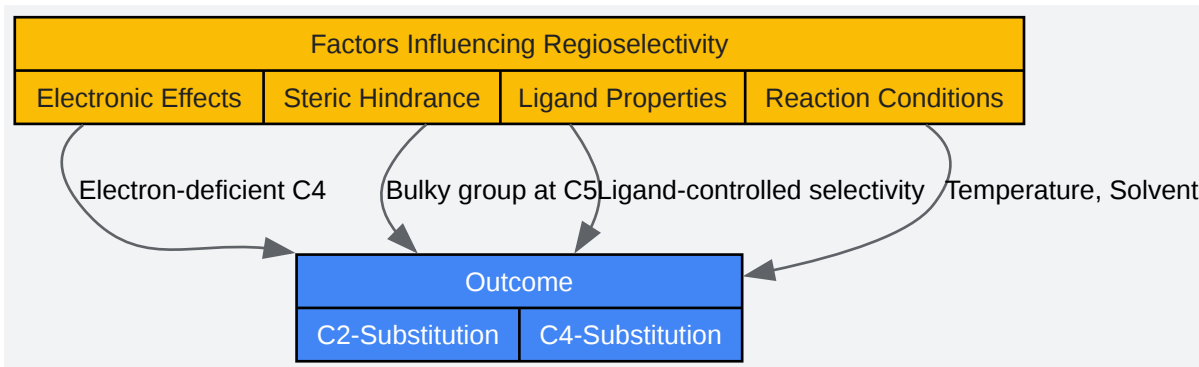 Factors Influencing Regioselectivity
Electronic Effects
Steric Hindrance
Ligand Properties
Reaction Conditions
Electron-deficient C4
Bulky group at C5
Ligand-controlled selectivity
Temperature, Solvent
Outcome
C2-Substitution
C4-Substitution